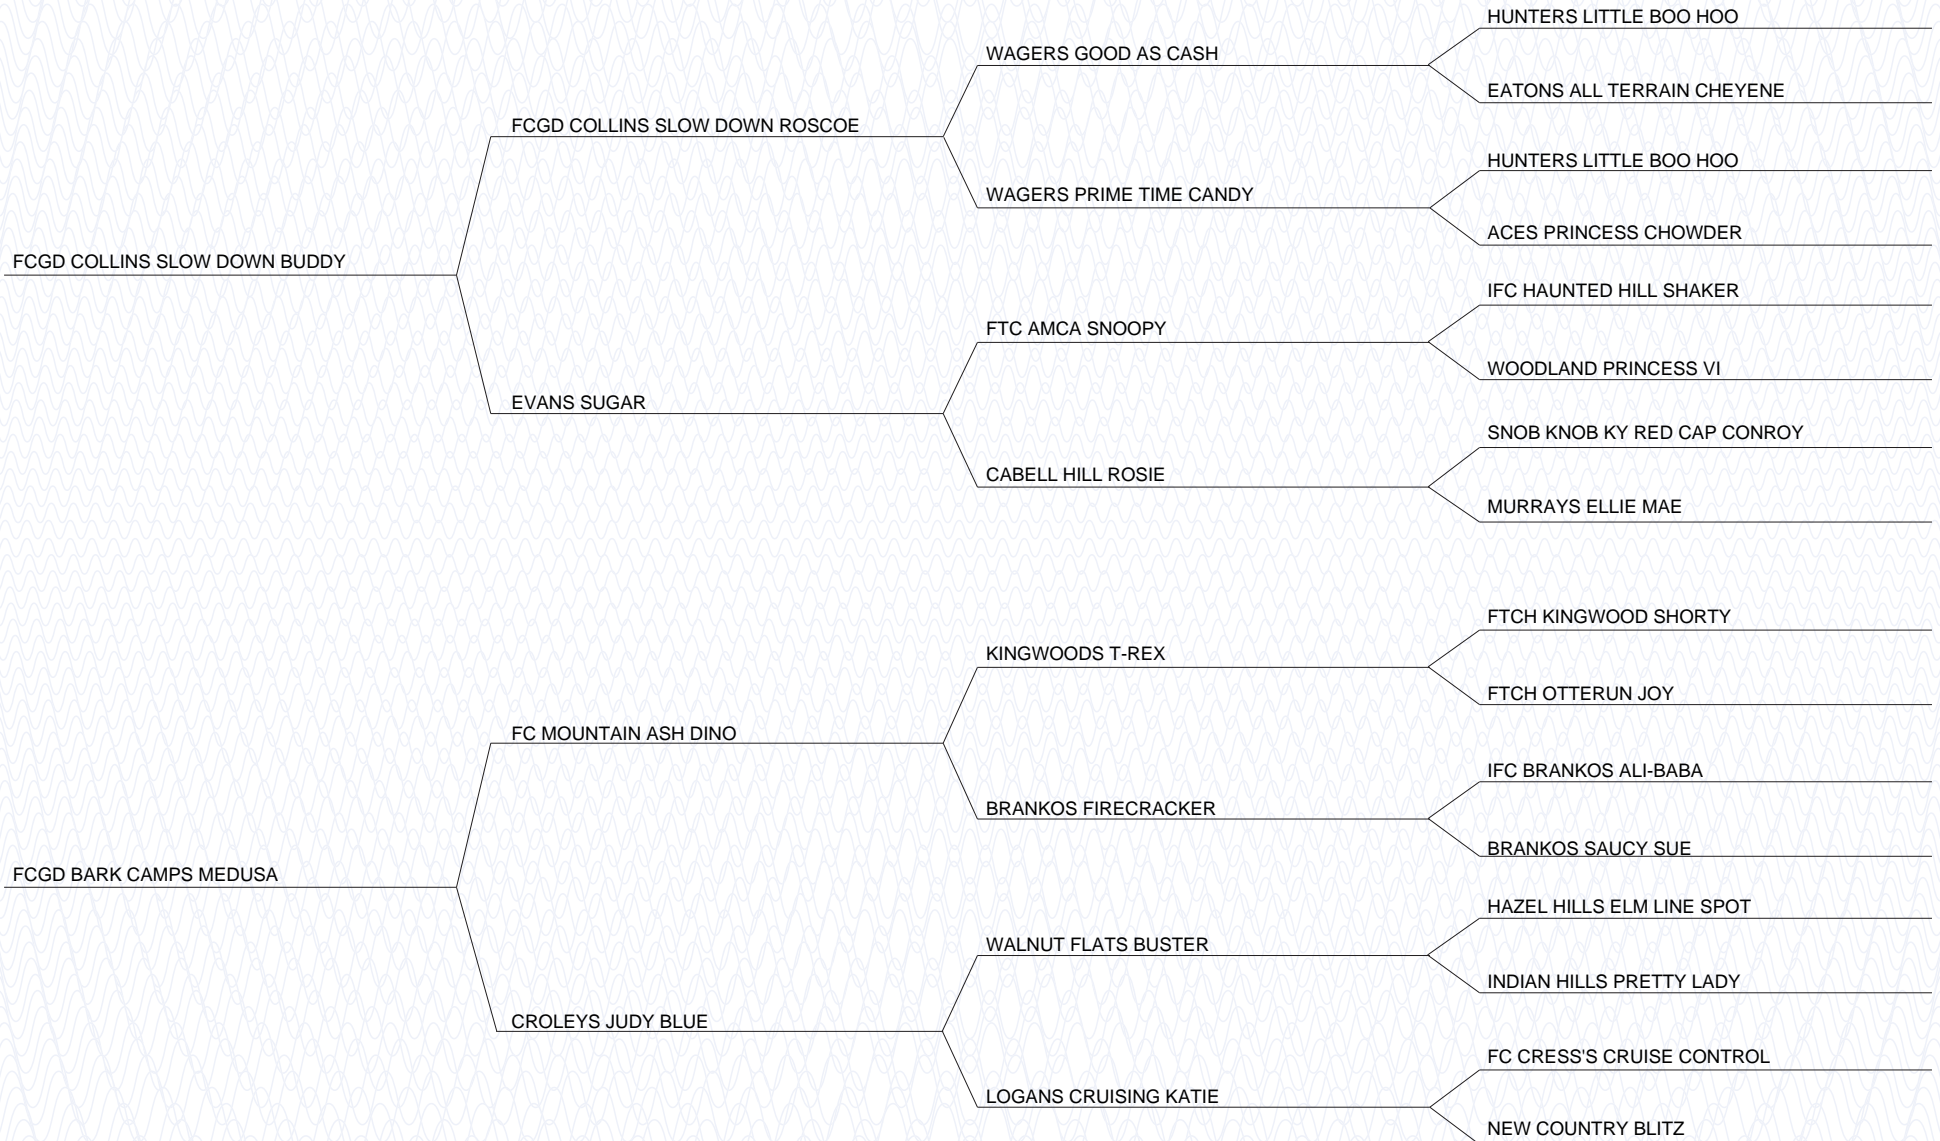 HUNTERS LITTLE BOO HOO
WAGERS GOOD AS CASH
EATONS ALL TERRAIN CHEYENE
FCGD COLLINS SLOW DOWN ROSCOE
HUNTERS LITTLE BOO HOO
WAGERS PRIME TIME CANDY
ACES PRINCESS CHOWDER
FCGD COLLINS SLOW DOWN BUDDY
IFC HAUNTED HILL SHAKER
FTC AMCA SNOOPY
WOODLAND PRINCESS VI
EVANS SUGAR
SNOB KNOB KY RED CAP CONROY
CABELL HILL ROSIE
MURRAYS ELLIE MAE
FTCH KINGWOOD SHORTY
KINGWOODS T-REX
FTCH OTTERUN JOY
FC MOUNTAIN ASH DINO
IFC BRANKOS ALI-BABA
BRANKOS FIRECRACKER
BRANKOS SAUCY SUE
FCGD BARK CAMPS MEDUSA
HAZEL HILLS ELM LINE SPOT
WALNUT FLATS BUSTER
INDIAN HILLS PRETTY LADY
CROLEYS JUDY BLUE
FC CRESS'S CRUISE CONTROL
LOGANS CRUISING KATIE
NEW COUNTRY BLITZ